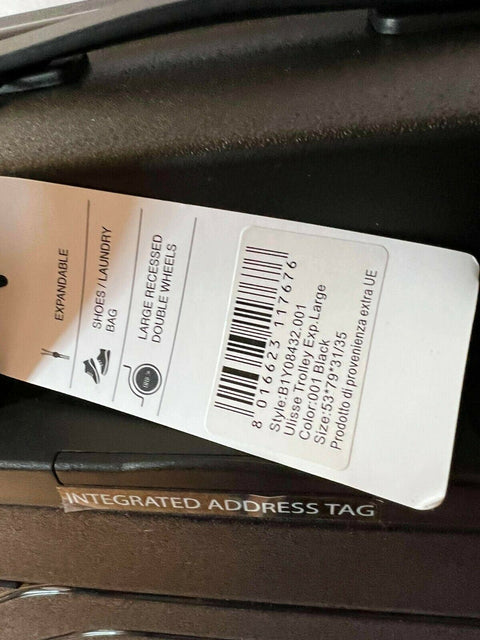 EXPANDABLE
SHOES / LAUNDRY
BAG
LARGE RECESSED
DOUBLE WHEELS
8 016623 117676
Style:B1Y08432.001
Ulisse Trolley Exp.Large
Color:001 Black
Size:53*79*31/35
Prodotto di provenienza extra UE
INTEGRATED ADDRESS TAG